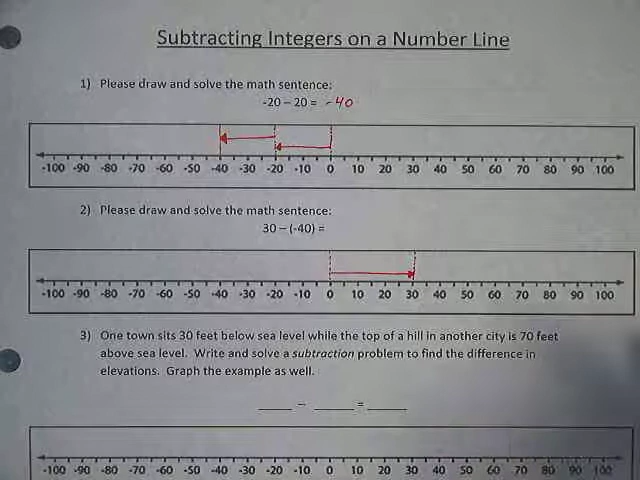 Subtracting Integers on a Number Line
1) Please draw and solve the math sentence:
-20 – 20 = -40
-100 -90 -80 -70 -60 -50 -40 -30 -20 -10 0 10 20 30 40 50 60 70 80 90 100
2) Please draw and solve the math sentence:
30 – (-40) =
-100 -90 -80 -70 -60 -50 -40 -30 -20 -10 0 10 20 30 40 50 60 70 80 90 100
3) One town sits 30 feet below sea level while the top of a hill in another city is 70 feet
above sea level. Write and solve a subtraction problem to find the difference in
elevations. Graph the example as well.
____ – ____ = ____
-100 -90 -80 -70 -60 -50 -40 -30 -20 -10 0 10 20 30 40 50 60 70 80 90 100